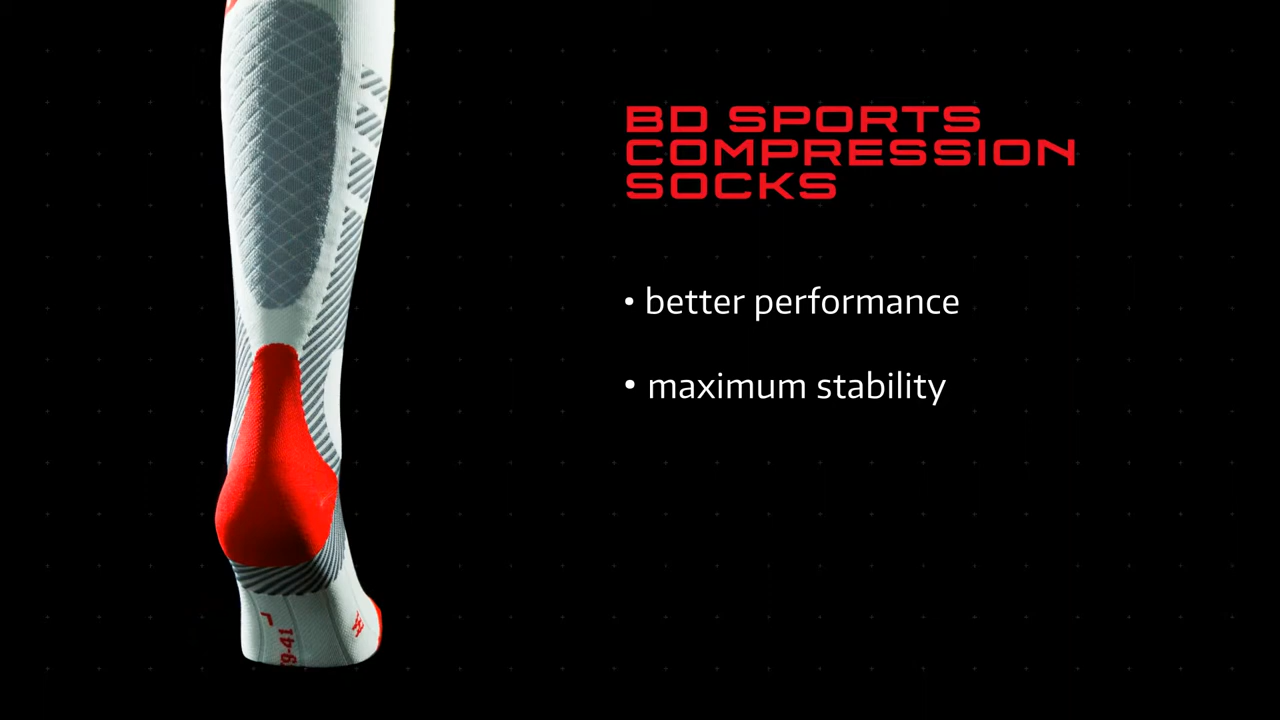 BD SPORTS
COMPRESSION
SOCKS
• better performance
• maximum stability
L